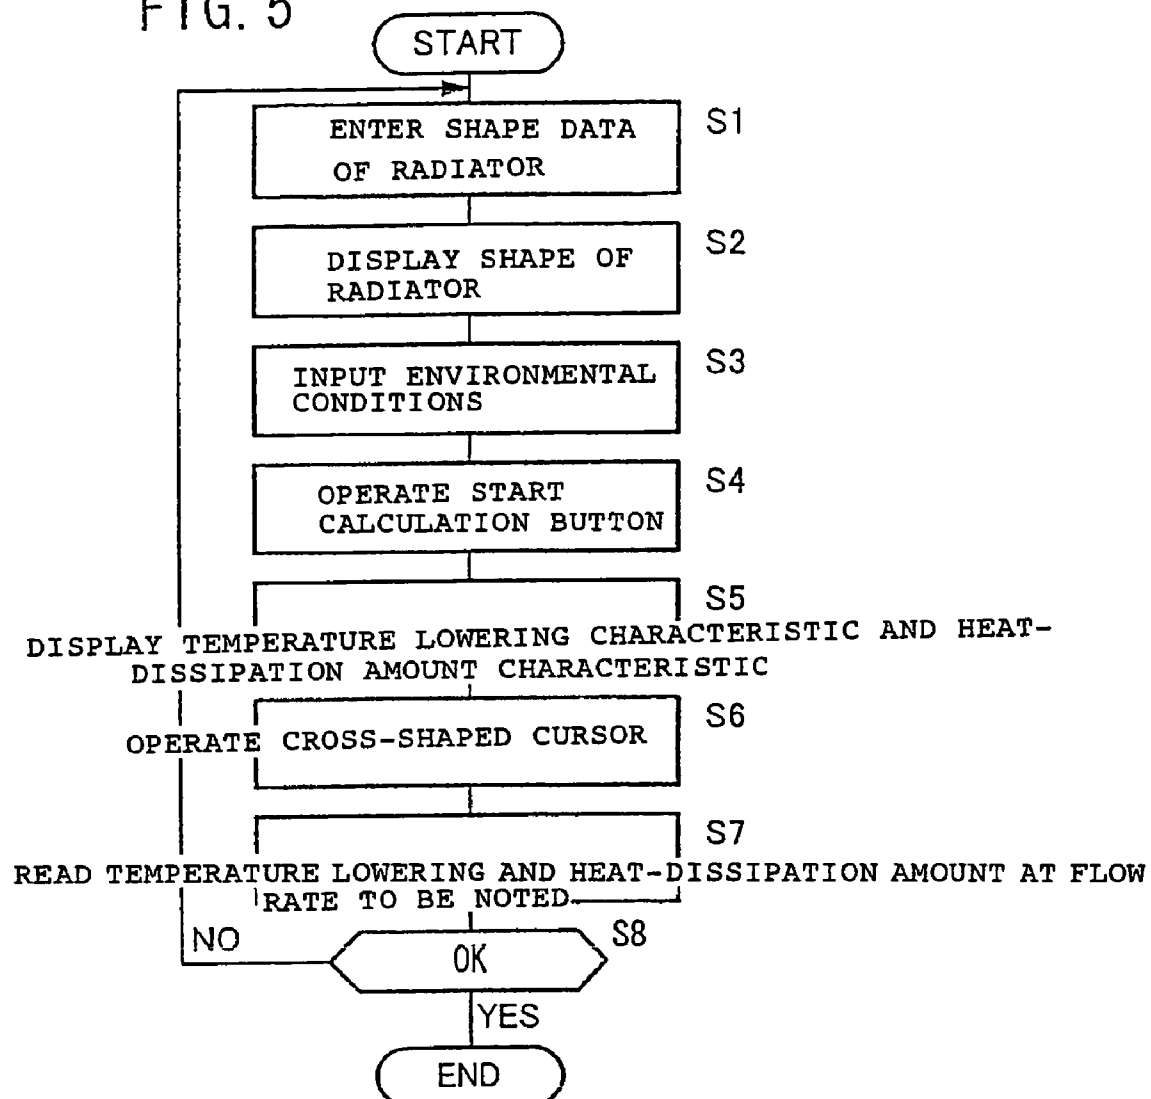 FIG. 5
START
ENTER SHAPE DATA
OF RADIATOR
S1
DISPLAY SHAPE OF
RADIATOR
S2
INPUT ENVIRONMENTAL
CONDITIONS
S3
OPERATE START
CALCULATION BUTTON
S4
S5
DISPLAY TEMPERATURE LOWERING CHARACTERISTIC AND HEAT-
DISSIPATION AMOUNT CHARACTERISTIC
S6
OPERATE CROSS-SHAPED CURSOR
S7
READ TEMPERATURE LOWERING AND HEAT-DISSIPATION AMOUNT AT FLOW
RATE TO BE NOTED
S8
NO
OK
YES
END